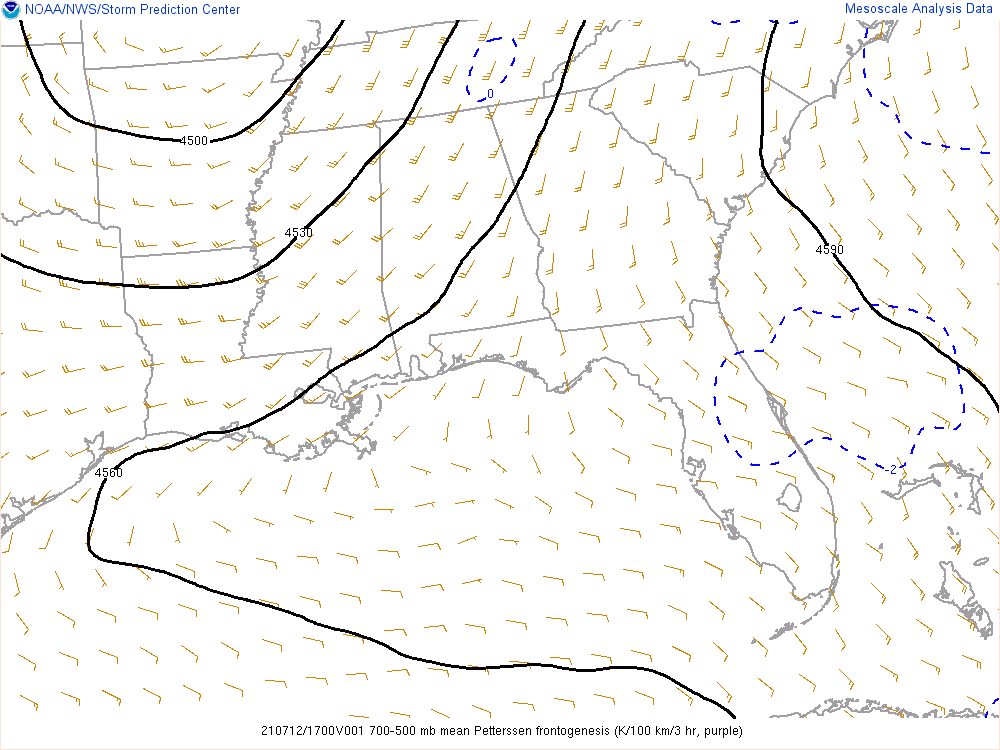 NOAA/NWS/Storm Prediction Center
Mesoscale Analysis Data
0
4500
4530
4590
4560
-2
210712/1700V001 700-500 mb mean Petterssen frontogenesis (K/100 km/3 hr, purple)